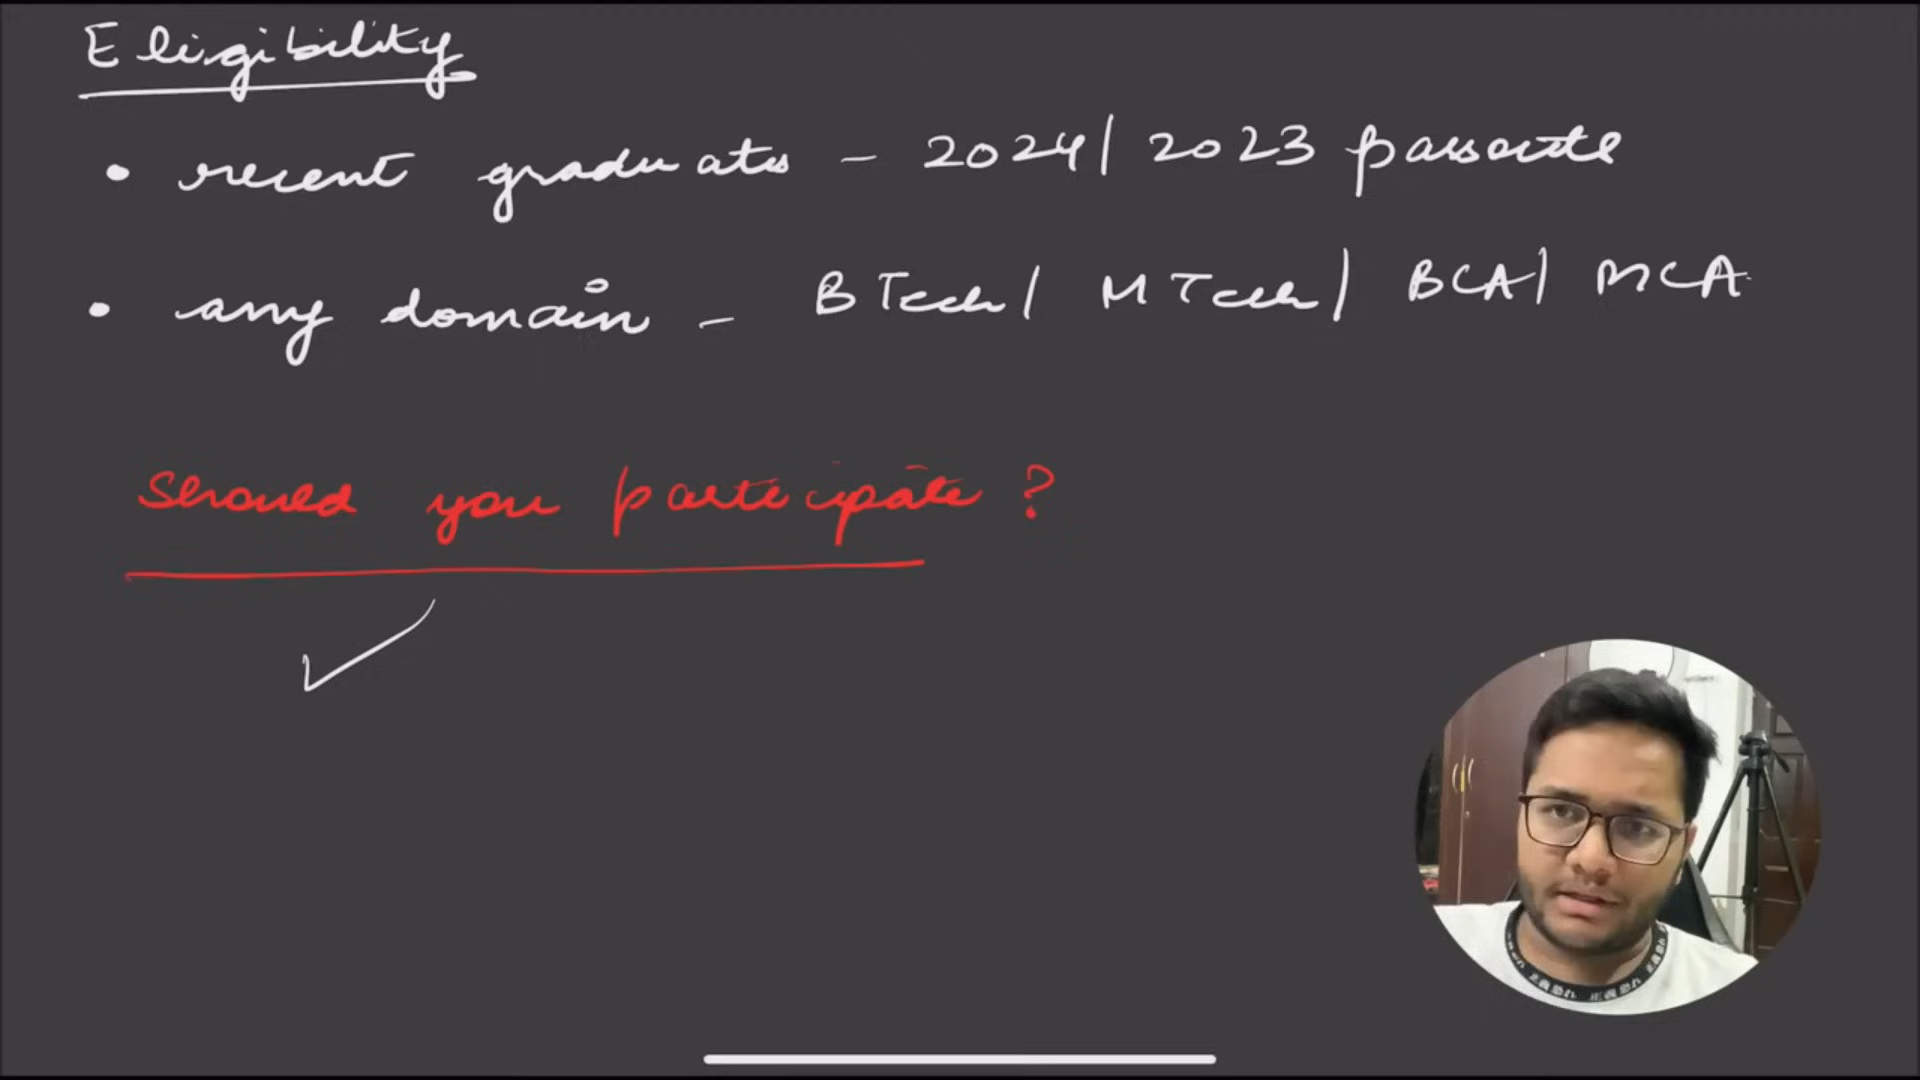 Eligibility
• recent graduates - 2024/2023 passouts
• any domain - BTech/ MTech/ BCA/ MCA
Should you participate?